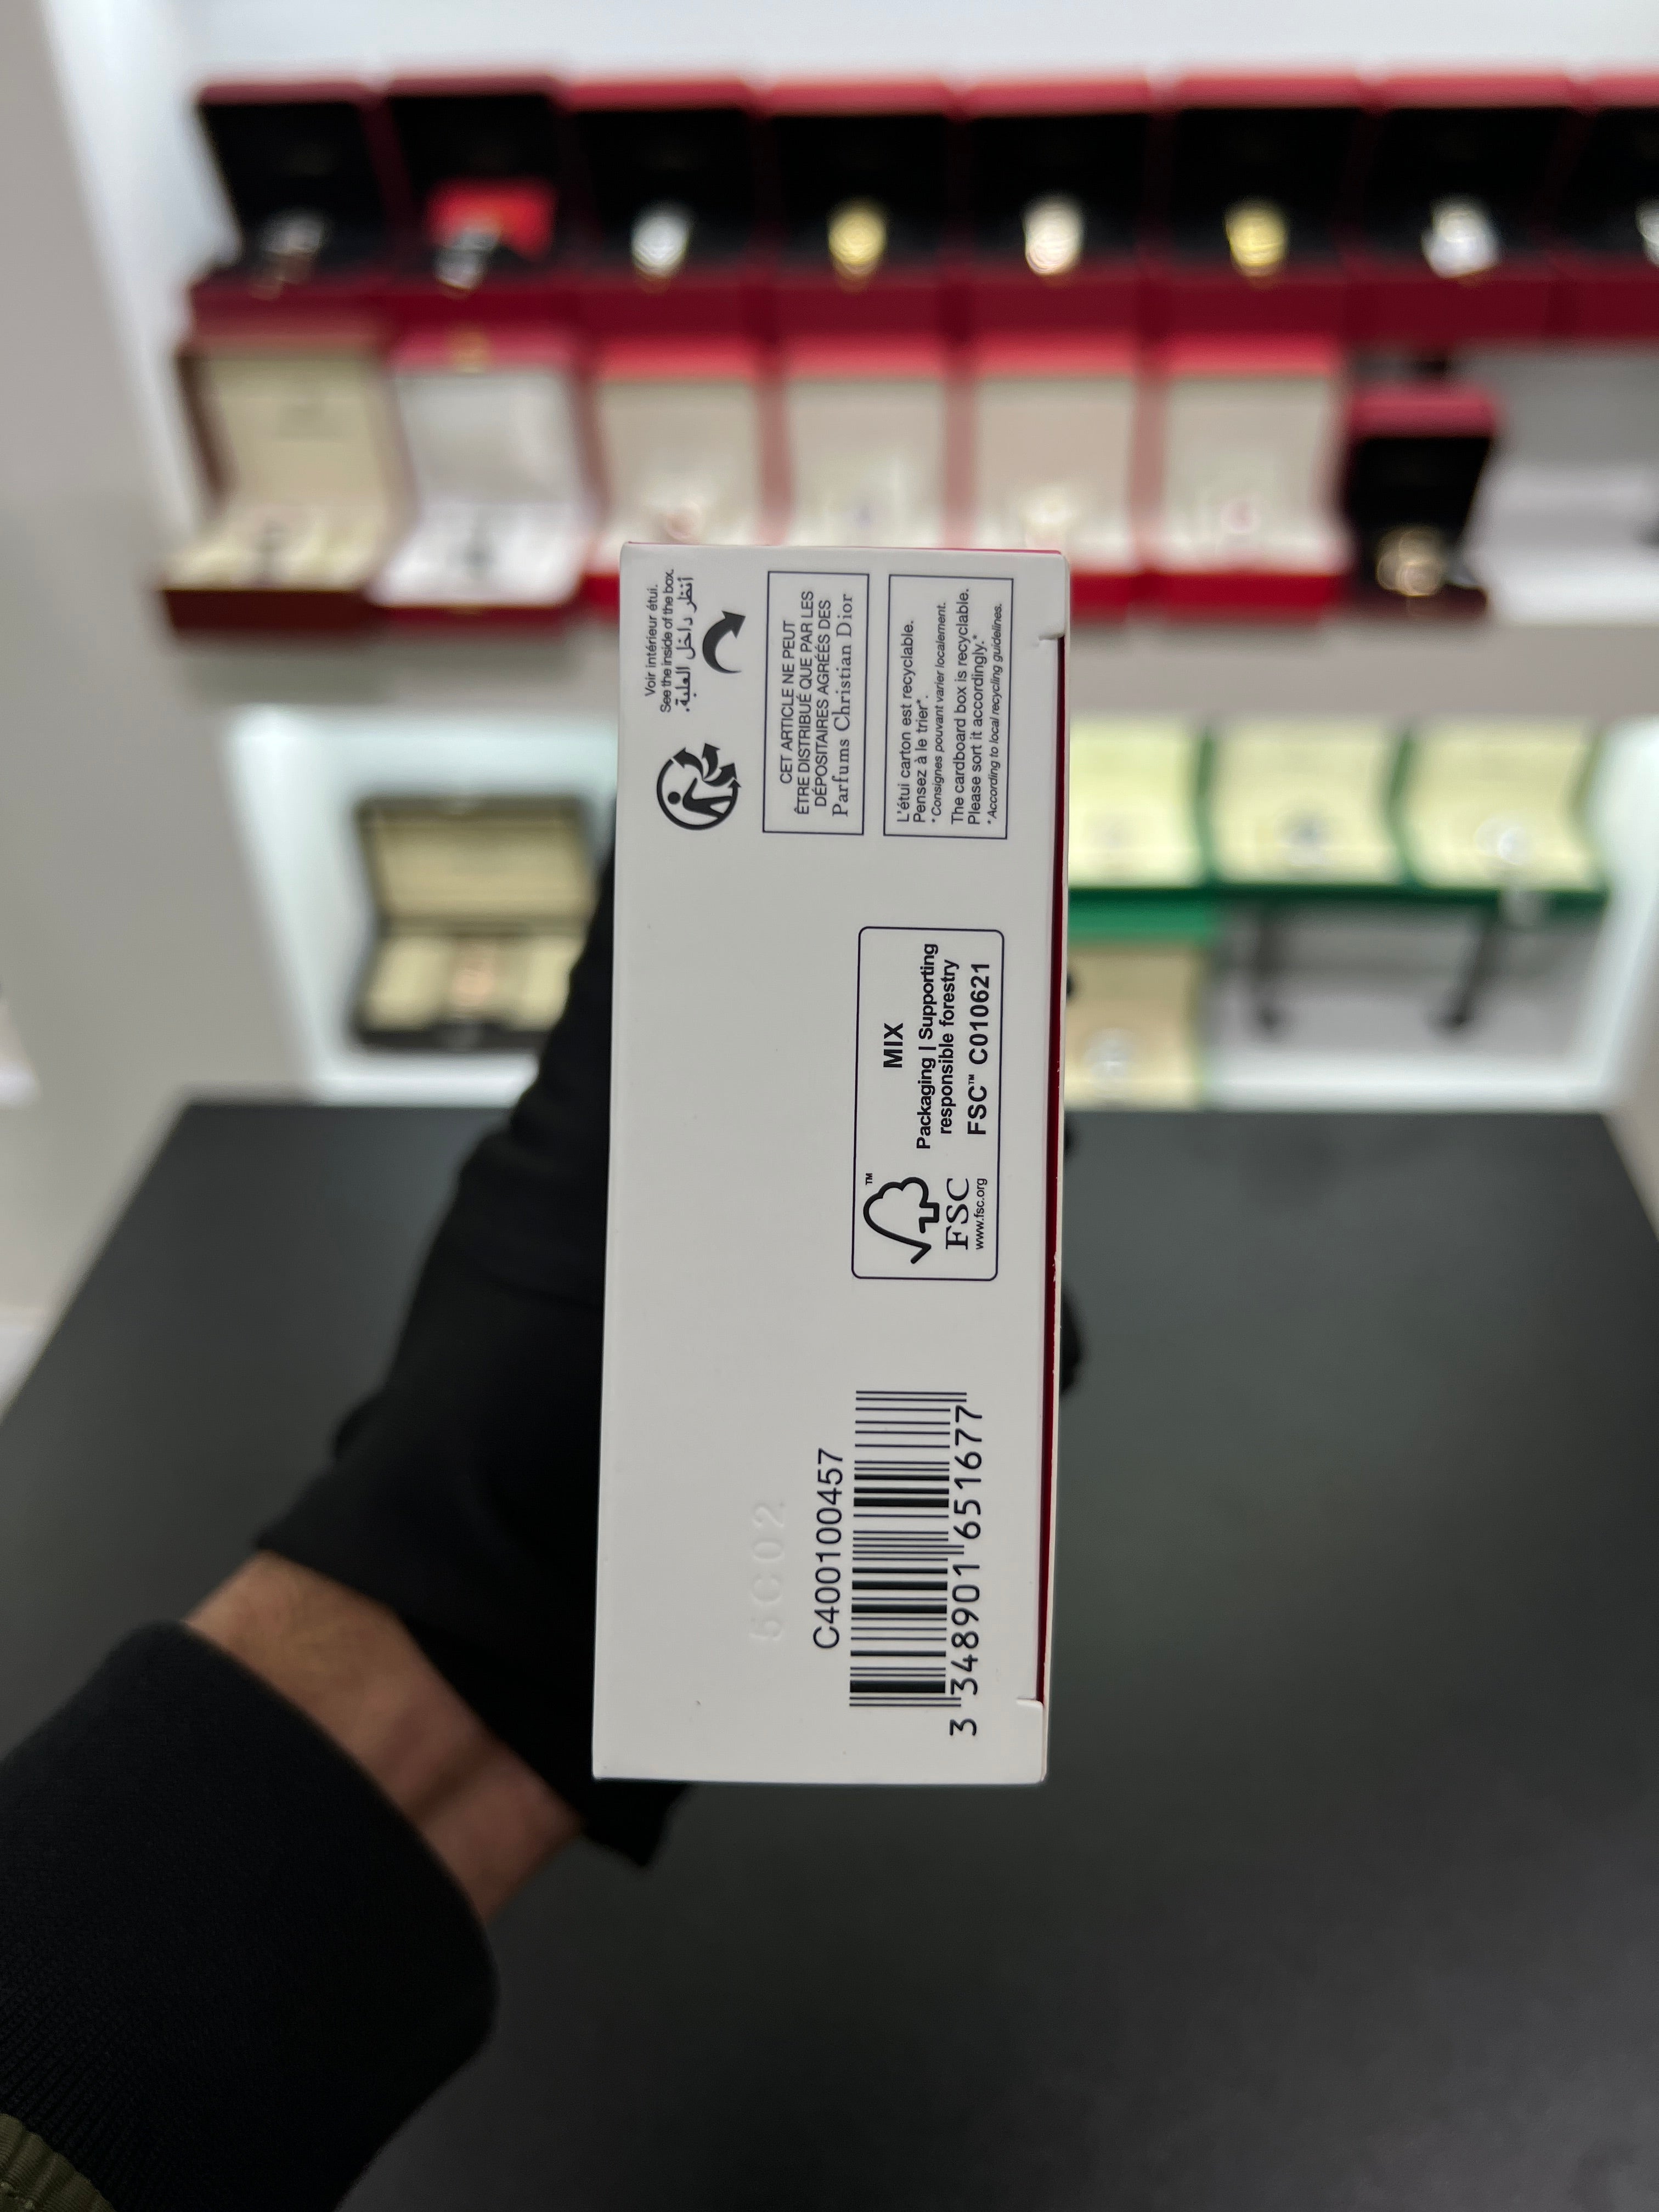 Voir intérieur étui.
See the inside of the box.
أنظر داخل العلبة.
CET ARTICLE NE PEUT
ÊTRE DISTRIBUÉ QUE PAR LES
DÉPOSITAIRES AGRÉÉS DES
Parfums Christian Dior
L'étui carton est recyclable.
Pensez à le trier*.
*Consignes pouvant varier localement.
The cardboard box is recyclable.
Please sort it accordingly.*
*According to local recycling guidelines.
MIX
Packaging | Supporting
responsible forestry
FSC™ C010621
™
FSC
www.fsc.org
5C02
C400100457
3 348901 651677